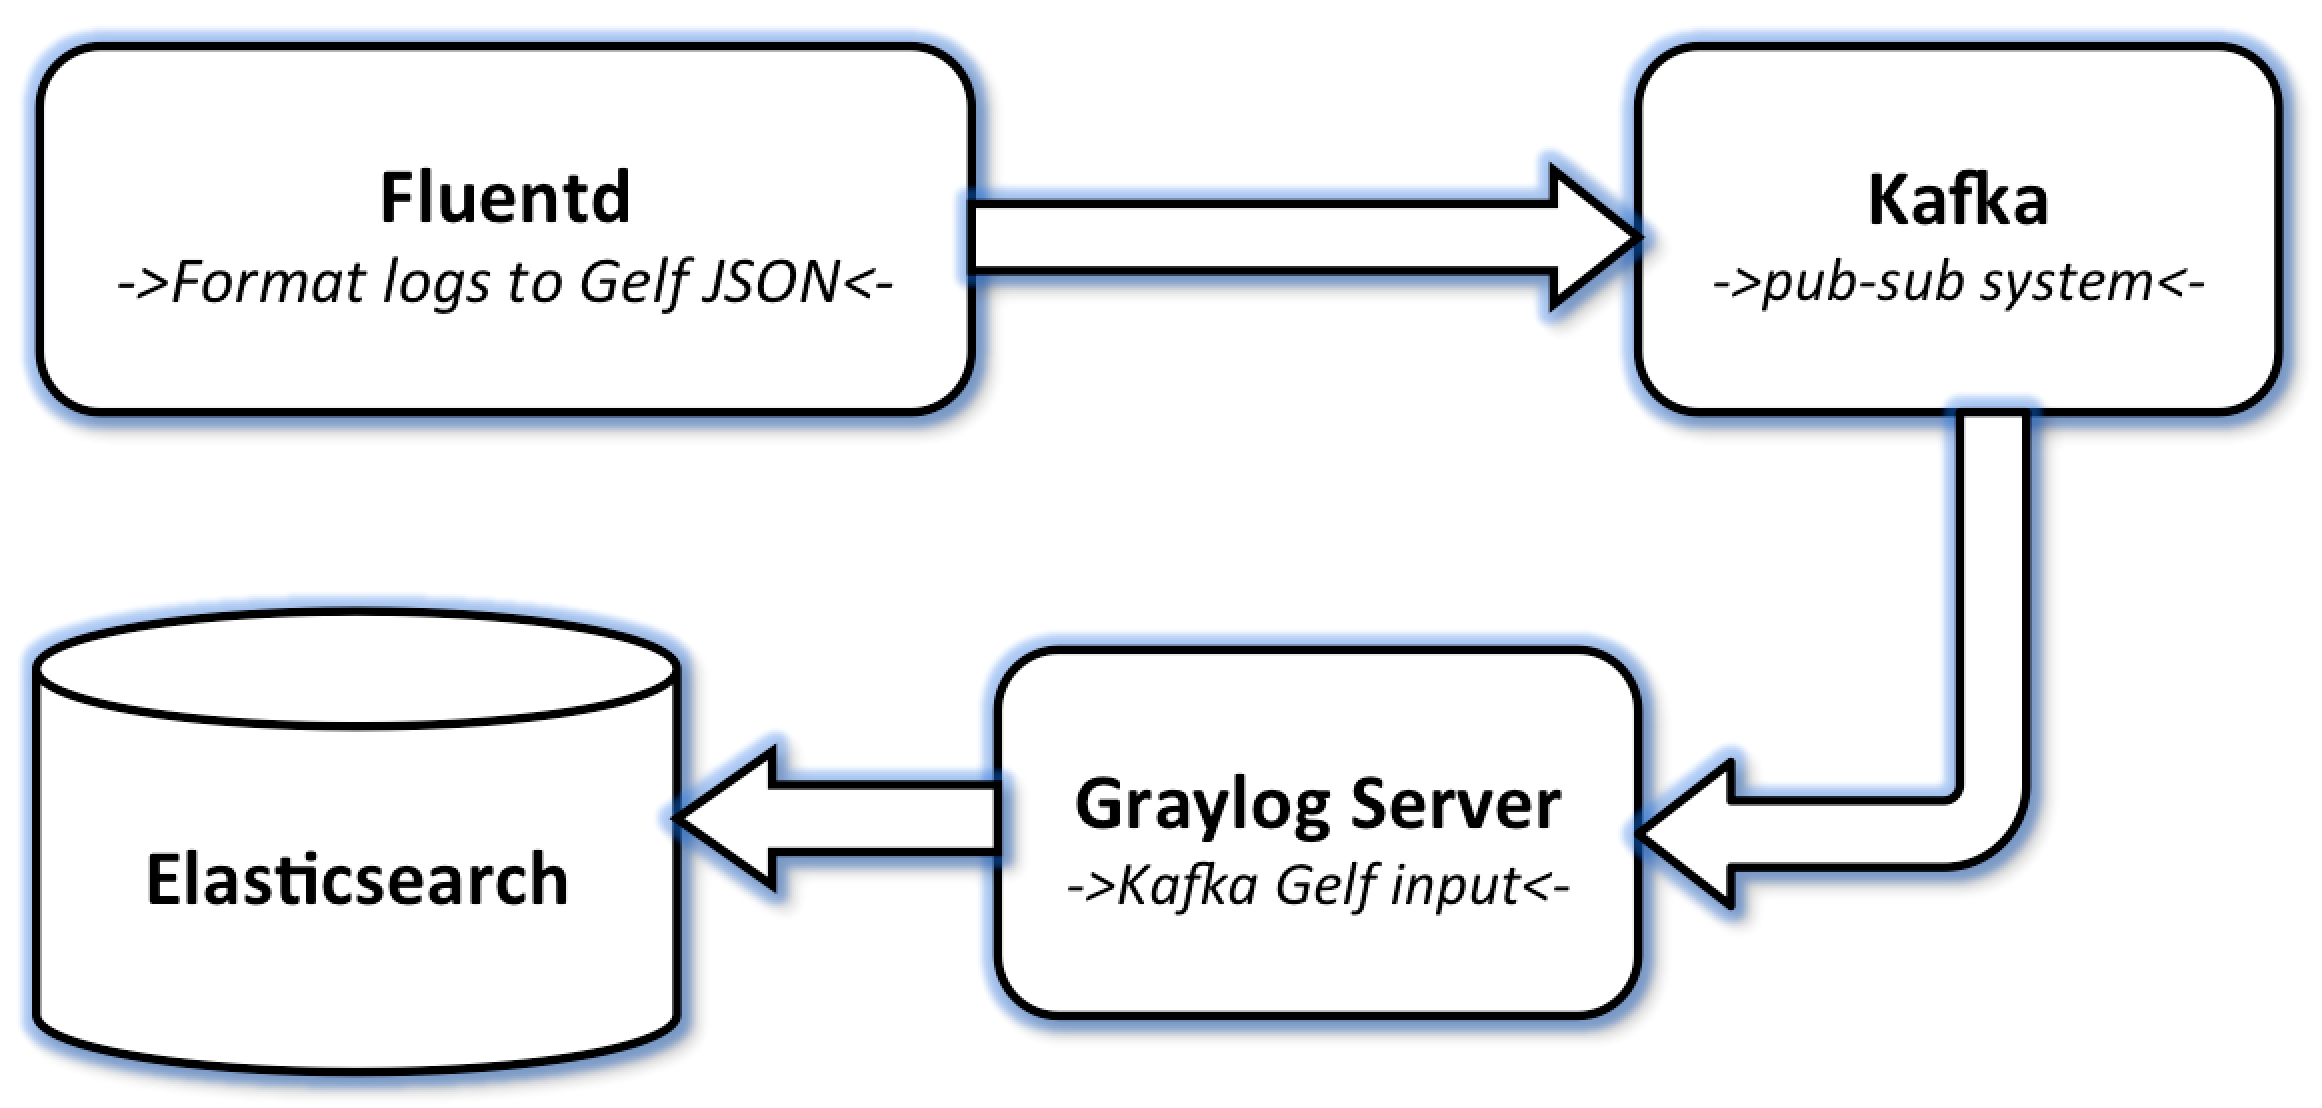 Fluentd
->Format logs to Gelf JSON<-
Kafka
->pub-sub system<-
Graylog Server
->Kafka Gelf input<-
Elasticsearch